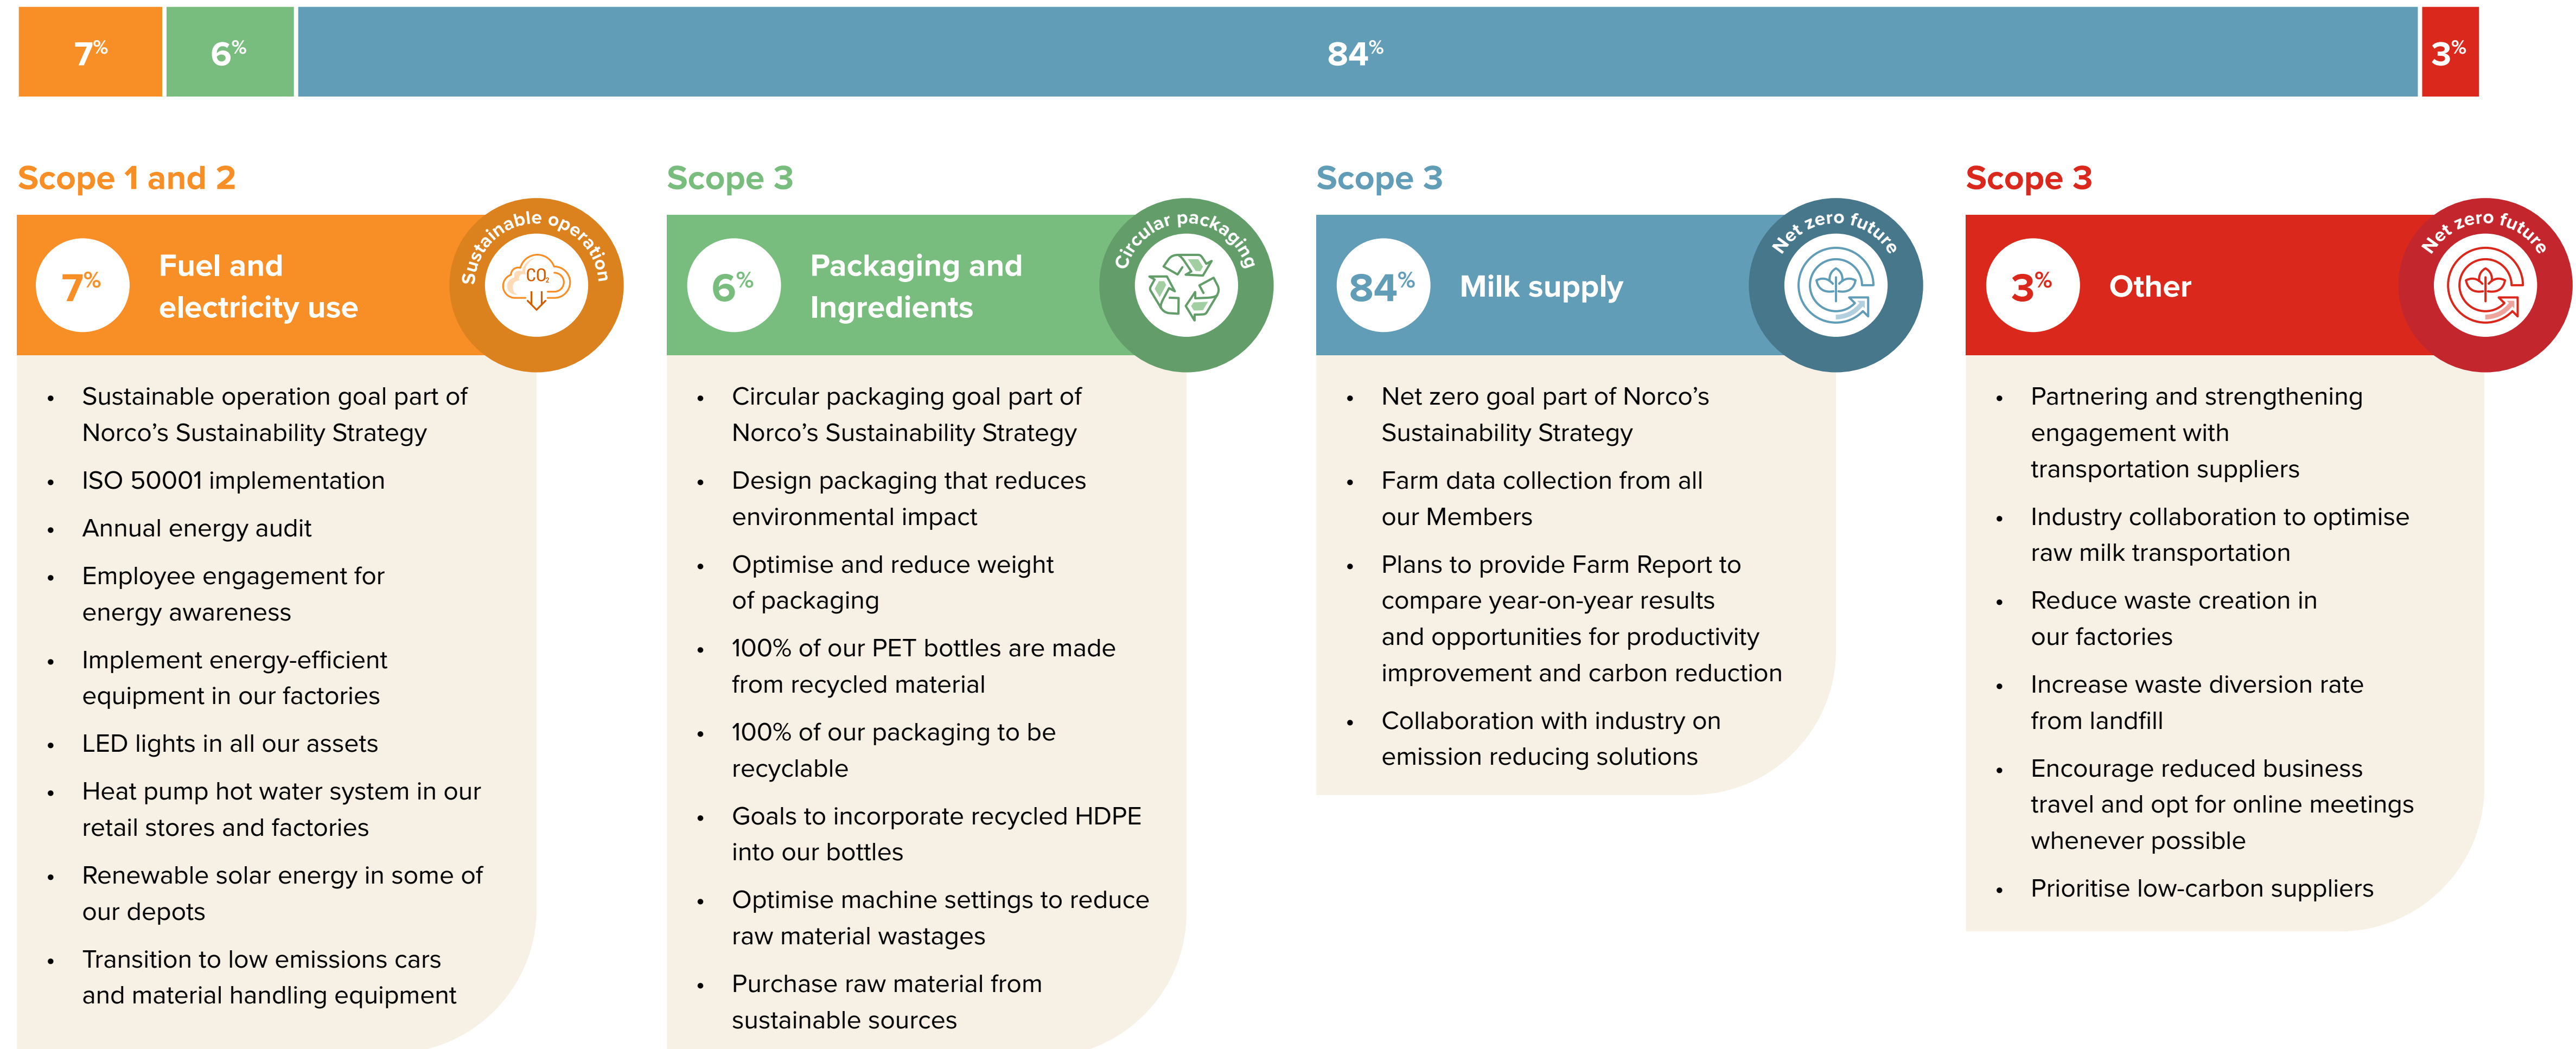 7%
6%
84%
3%
Scope 1 and 2
7%
Fuel and
electricity use
Sustainable operation
CO₂
• Sustainable operation goal part of
Norco’s Sustainability Strategy
• ISO 50001 implementation
• Annual energy audit
• Employee engagement for
energy awareness
• Implement energy-efficient
equipment in our factories
• LED lights in all our assets
• Heat pump hot water system in our
retail stores and factories
• Renewable solar energy in some of
our depots
• Transition to low emissions cars
and material handling equipment
Scope 3
6%
Packaging and
Ingredients
Circular packaging
• Circular packaging goal part of
Norco’s Sustainability Strategy
• Design packaging that reduces
environmental impact
• Optimise and reduce weight
of packaging
• 100% of our PET bottles are made
from recycled material
• 100% of our packaging to be
recyclable
• Goals to incorporate recycled HDPE
into our bottles
• Optimise machine settings to reduce
raw material wastages
• Purchase raw material from
sustainable sources
Scope 3
84%
Milk supply
Net zero future
• Net zero goal part of Norco’s
Sustainability Strategy
• Farm data collection from all
our Members
• Plans to provide Farm Report to
compare year-on-year results
and opportunities for productivity
improvement and carbon reduction
• Collaboration with industry on
emission reducing solutions
Scope 3
3%
Other
Net zero future
• Partnering and strengthening
engagement with
transportation suppliers
• Industry collaboration to optimise
raw milk transportation
• Reduce waste creation in
our factories
• Increase waste diversion rate
from landfill
• Encourage reduced business
travel and opt for online meetings
whenever possible
• Prioritise low-carbon suppliers